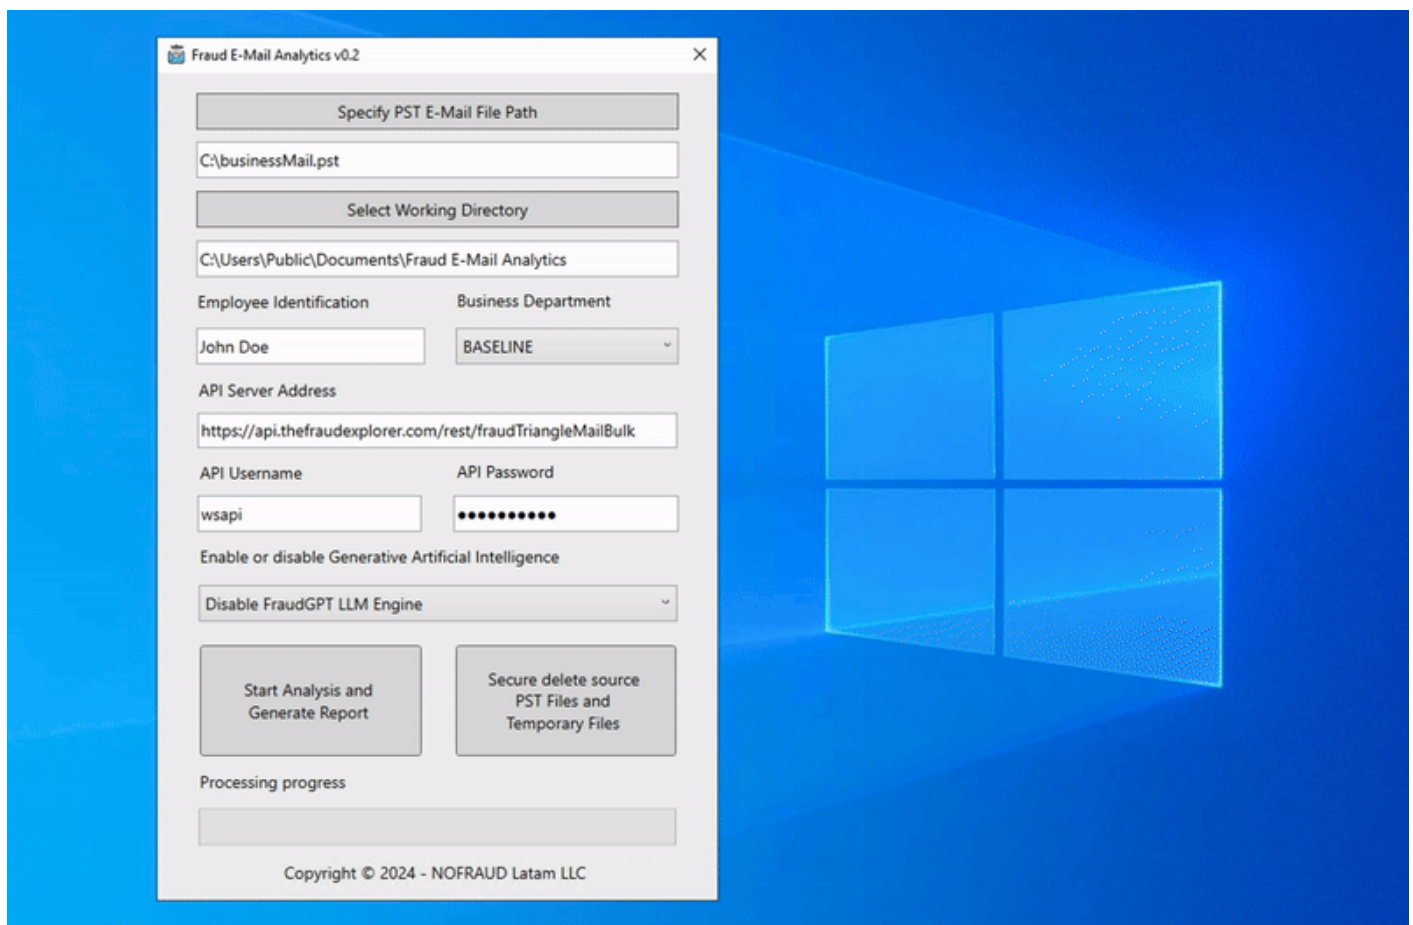 Fraud E-Mail Analytics v0.2
Specify PST E-Mail File Path
C:\businessMail.pst
Select Working Directory
C:\Users\Public\Documents\Fraud E-Mail Analytics
Employee Identification
Business Department
John Doe
BASELINE
API Server Address
https://api.thefraudexplorer.com/rest/fraudTriangleMailBulk
API Username
API Password
wsapi
●●●●●●●●●●
Enable or disable Generative Artificial Intelligence
Disable FraudGPT LLM Engine
Start Analysis and
Generate Report
Secure delete source
PST Files and
Temporary Files
Processing progress
Copyright © 2024 - NOFRAUD Latam LLC